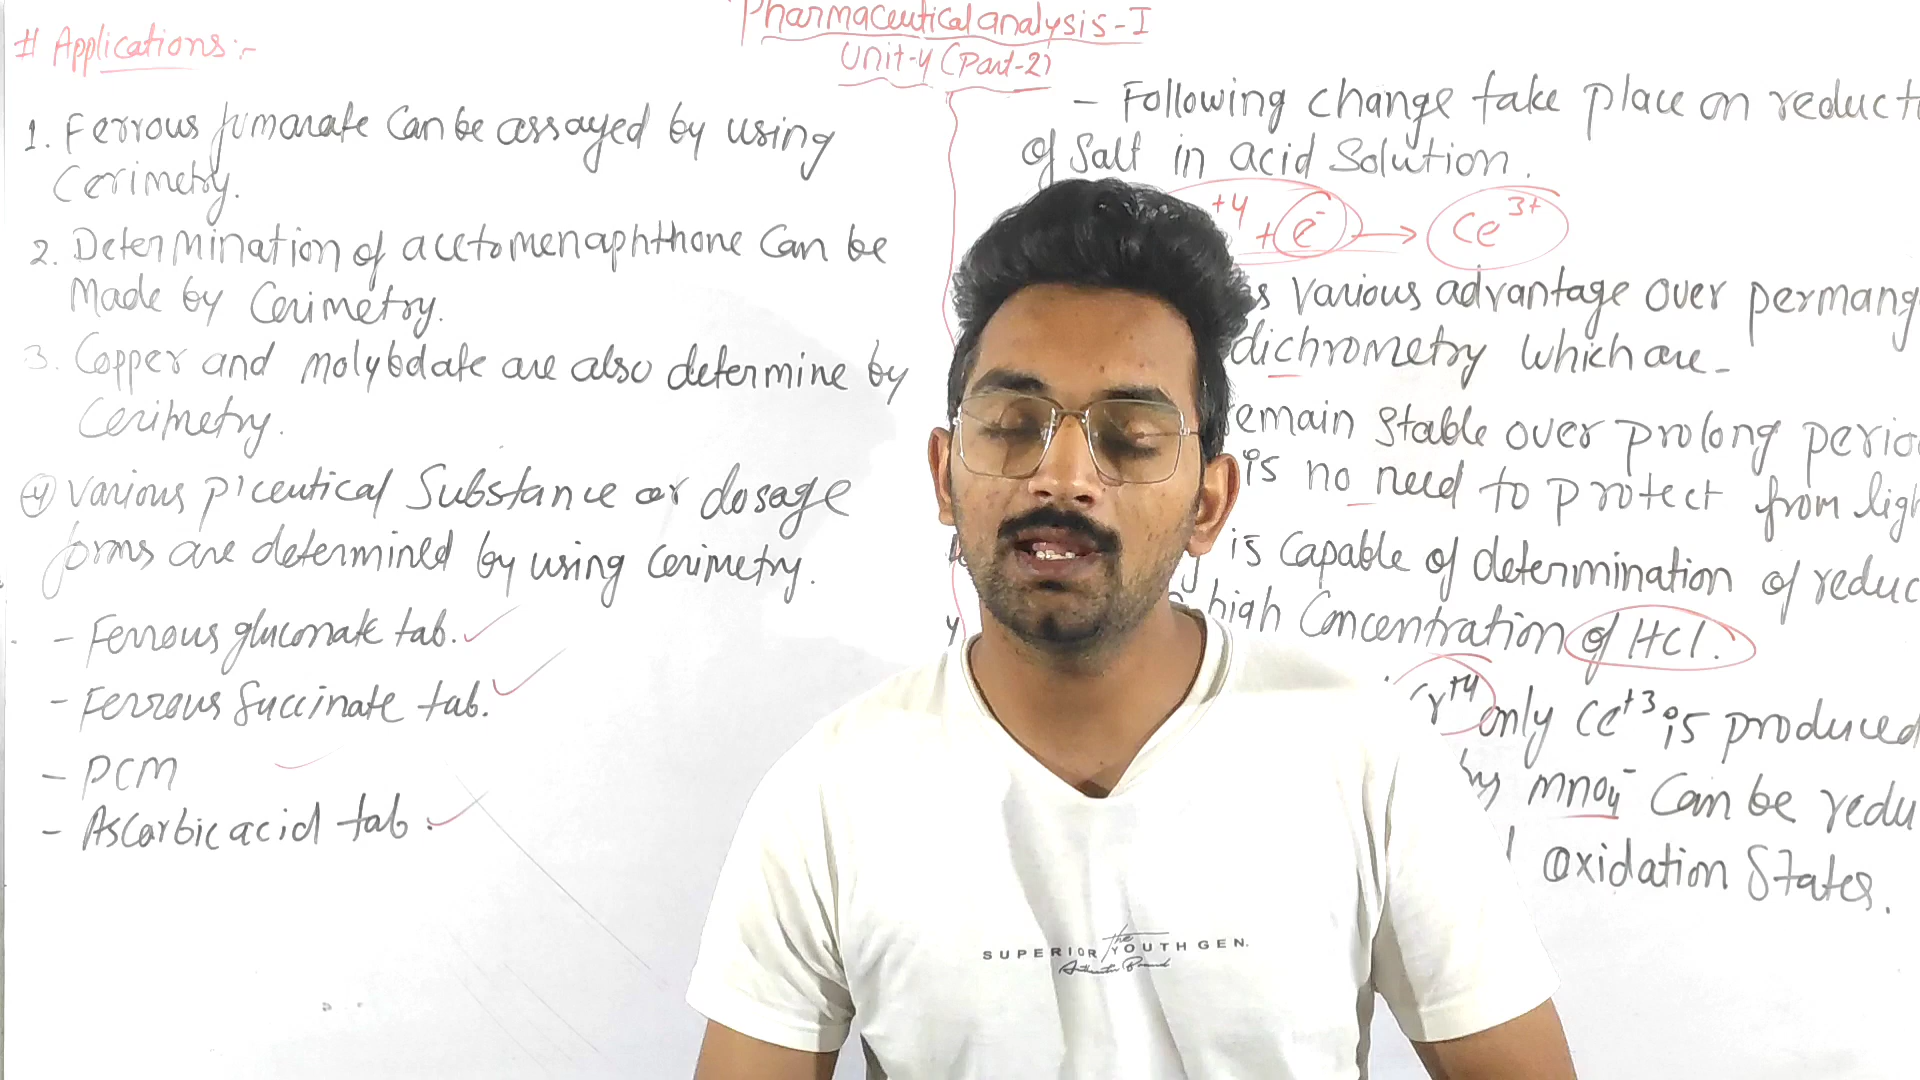 Pharmaceutical analysis - I
Unit-4 (Part-2)
# Applications :-
1. Ferrous fumarate Can be assayed by using
Cerimetry.
2. Determination of acetomenaphthone Can be
Made by Cerimetry.
3. Copper and molybdate are also determine by
Cerimetry.
④ Various p'ceutical Substance or dosage
forms are determined by using Cerimetry.
- Ferrous gluconate tab.
- Ferrous Succinate tab.
- PCM
- Ascorbic acid tab.
- Following change take place on reduct
of Salt in acid Solution.
+4 + e⁻ → Ce³⁺
s Various advantage over permang
dichrometry which are -
emain Stable over prolong perio
is no need to protect from ligh
is Capable of determination of reduc
high Concentration of HCl.
+4 only Ce⁺³ is produced
by MnO₄⁻ Can be redu
oxidation States.
SUPERIOR the YOUTH GEN.